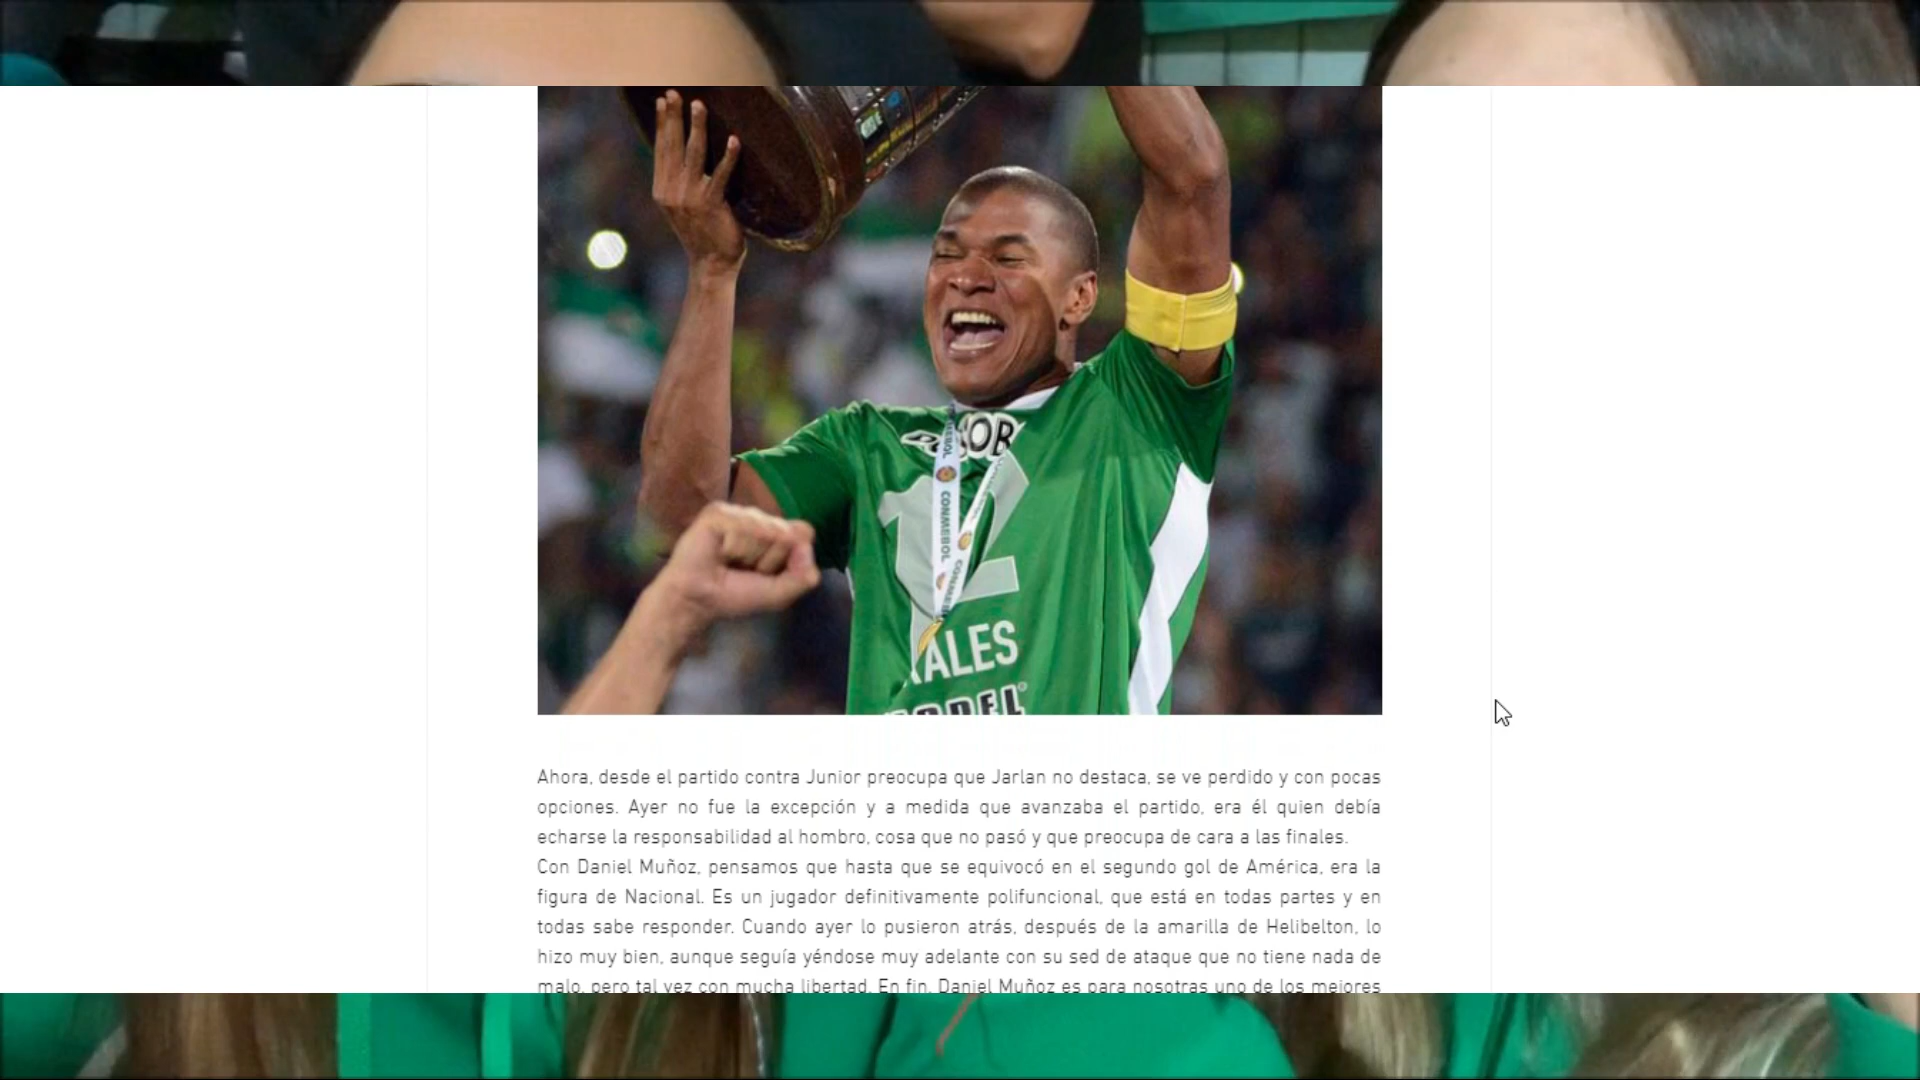 12
CONMEBOL
ALES
Ahora, desde el partido contra Junior preocupa que Jarlan no destaca, se ve perdido y con pocas
opciones. Ayer no fue la excepción y a medida que avanzaba el partido, era él quien debía
echarse la responsabilidad al hombro, cosa que no pasó y que preocupa de cara a las finales.
Con Daniel Muñoz, pensamos que hasta que se equivocó en el segundo gol de América, era la
figura de Nacional. Es un jugador definitivamente polifuncional, que está en todas partes y en
todas sabe responder. Cuando ayer lo pusieron atrás, después de la amarilla de Helibelton, lo
hizo muy bien, aunque seguía yéndose muy adelante con su sed de ataque que no tiene nada de
malo, pero tal vez con mucha libertad. En fin, Daniel Muñoz es para nosotras uno de los mejores